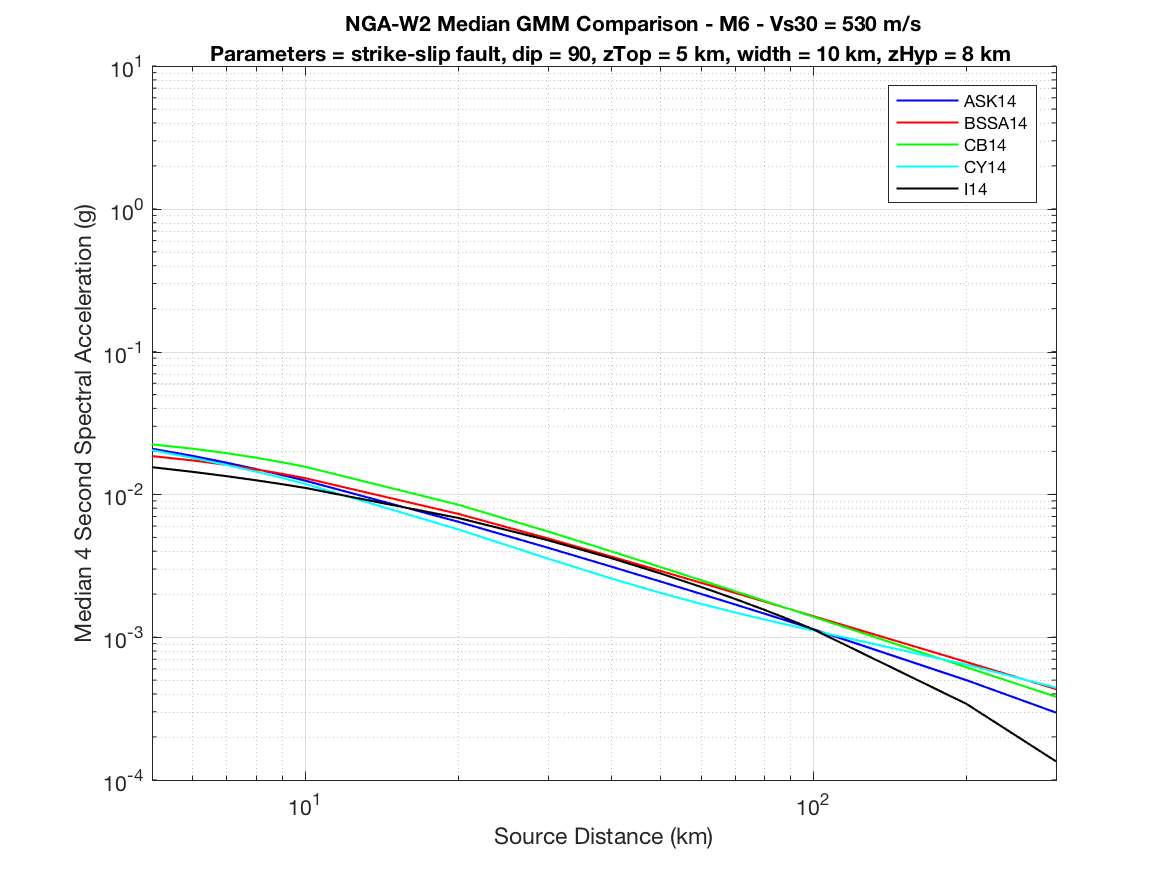 NGA-W2 Median GMM Comparison - M6 - Vs30 = 530 m/s
Parameters = strike-slip fault, dip = 90, zTop = 5 km, width = 10 km, zHyp = 8 km
ASK14
BSSA14
CB14
CY14
I14
Median 4 Second Spectral Acceleration (g)
10^1
10^0
10^-1
10^-2
10^-3
10^-4
10^1 10^2
Source Distance (km)